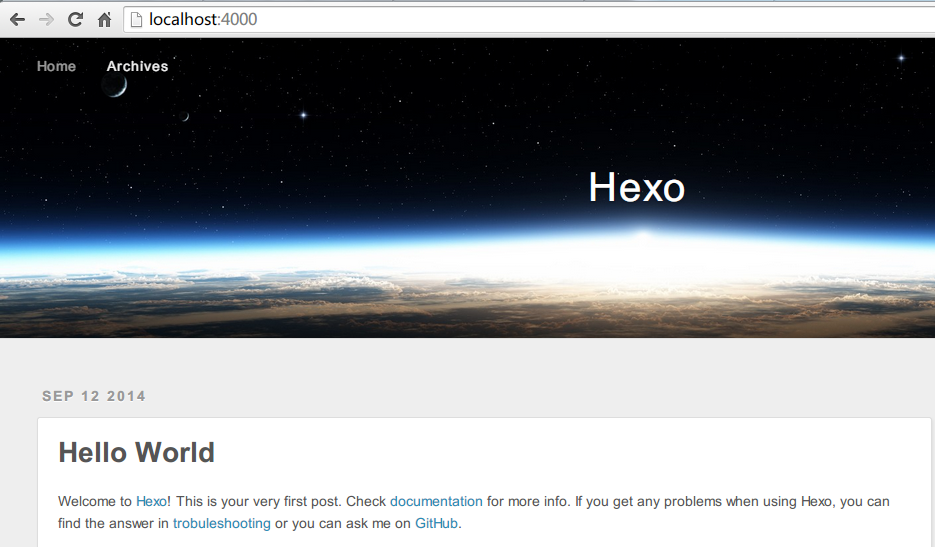 localhost:4000
Home Archives
Hexo
SEP 12 2014
Hello World
Welcome to Hexo! This is your very first post. Check documentation for more info. If you get any problems when using Hexo, you can
find the answer in trobuleshooting or you can ask me on GitHub.